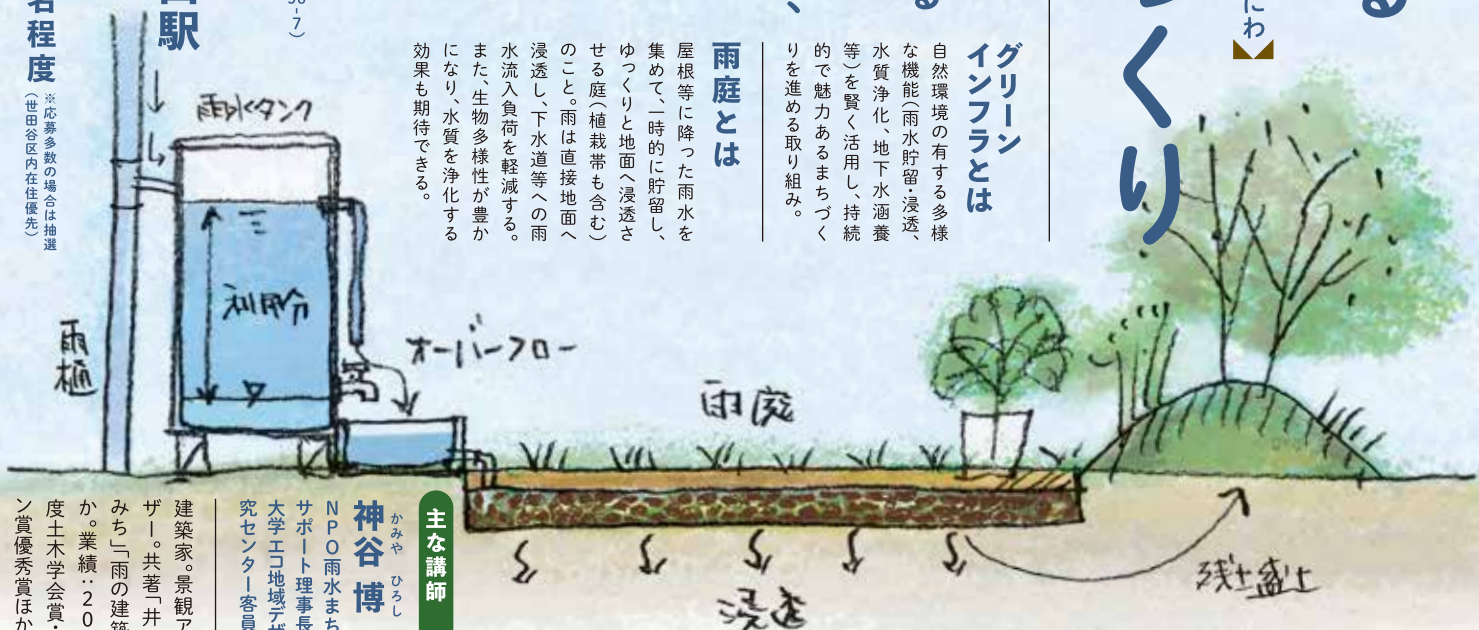 る
くり
にわ
グリーン
インフラとは
自然環境の有する多様
な機能(雨水貯留・浸透、
水質浄化、地下水涵養
等)を賢く活用し、持続
的で魅力あるまちづく
りを進める取り組み。
雨庭とは
屋根等に降った雨水を
集めて、一時的に貯留し、
ゆっくりと地面へ浸透さ
せる庭(植栽帯も含む)
のこと。雨は直接地面へ
浸透し、下水道等への雨
水流入負荷を軽減する。
また、生物多様性が豊か
になり、水質を浄化する
効果も期待できる。
-7)
駅
名程度
※応募多数の場合は抽選
(世田谷区内在住優先)
雨水タンク
利用分
雨樋
オーバーフロー
雨庭
浸透
残土盛土
主な講師
かみや ひろし
神谷 博
NPO雨水まち
サポート理事長
大学エコ地域デザ
究センター客員
建築家。景観ア
ザー。共著「井
みち」「雨の建築
か。業績:20
度土木学会賞・
ン賞優秀賞ほか